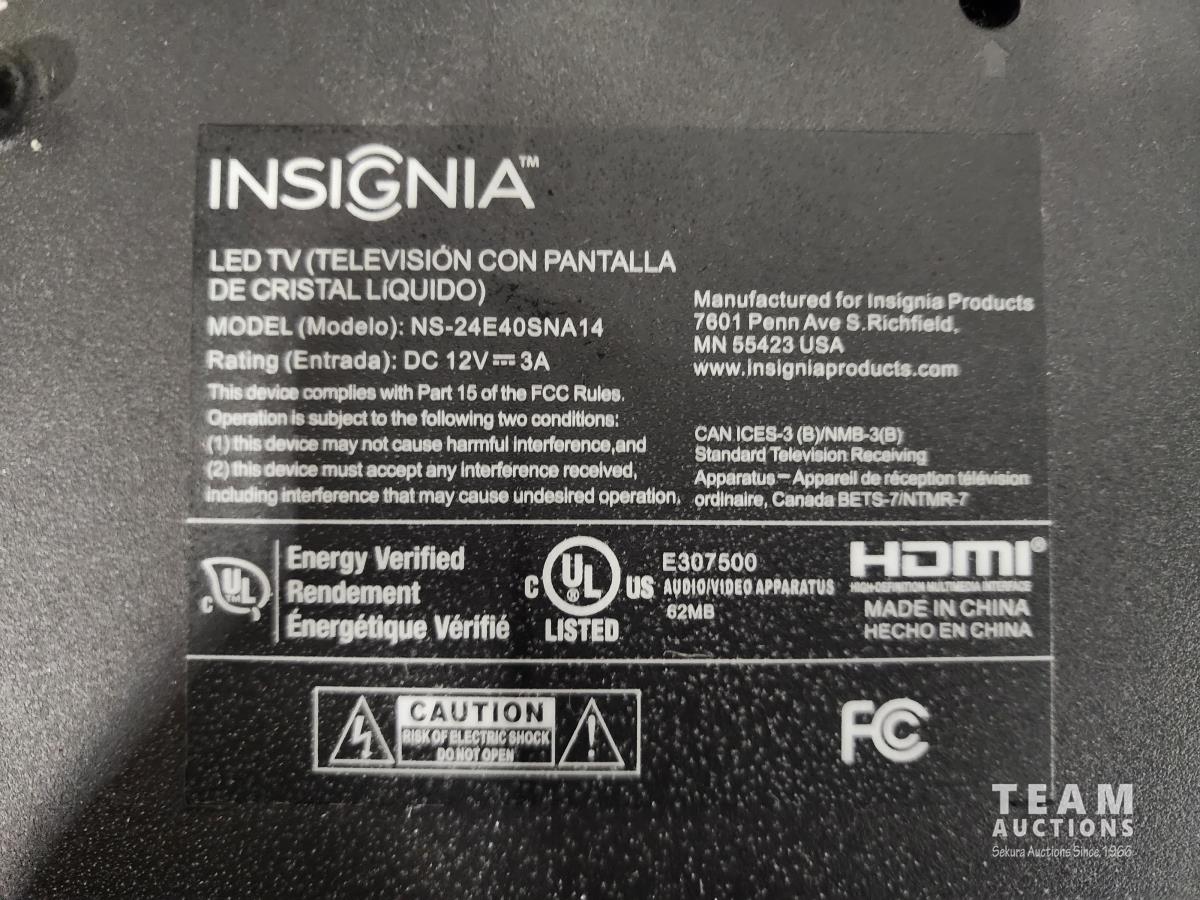 INSIGNIA™
LED TV (TELEVISIÓN CON PANTALLA
DE CRISTAL LíQUIDO)
MODEL (Modelo): NS-24E40SNA14
Rating (Entrada): DC 12V⎓3A
This device complies with Part 15 of the FCC Rules.
Operation is subject to the following two conditions:
(1) this device may not cause harmful interference,and
(2) this device must accept any interference received,
including interference that may cause undesired operation.
Manufactured for Insignia Products
7601 Penn Ave S.Richfield,
MN 55423 USA
www.insigniaproducts.com
CAN ICES-3 (B)/NMB-3(B)
Standard Television Receiving
Apparatus–Appareil de réception télévision
ordinaire, Canada BETS-7/NTMR-7
C UL
Energy Verified
Rendement
Énergétique Vérifié
C UL® US
LISTED
E307500
AUDIO/VIDEO APPARATUS
62MB
HDMI®
HIGH-DEFINITION MULTIMEDIA INTERFACE
MADE IN CHINA
HECHO EN CHINA
CAUTION
RISK OF ELECTRIC SHOCK
DO NOT OPEN
FC
TEAM
AUCTIONS
Sekura Auctions Since, 1966